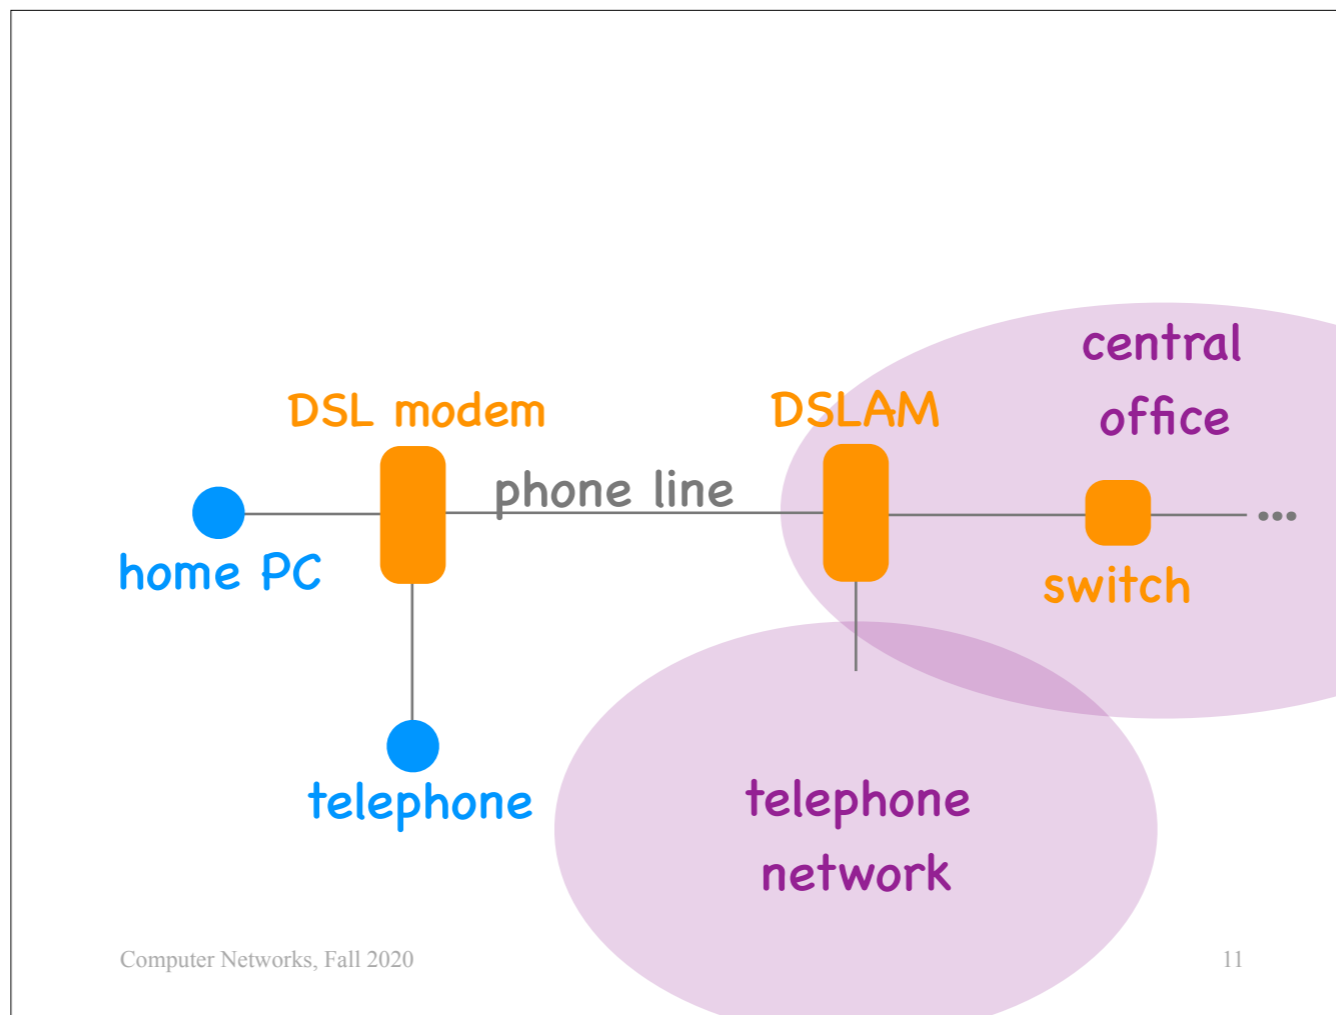 central
office
DSL modem
DSLAM
phone line
home PC
switch
telephone
telephone
network
Computer Networks, Fall 2020
11